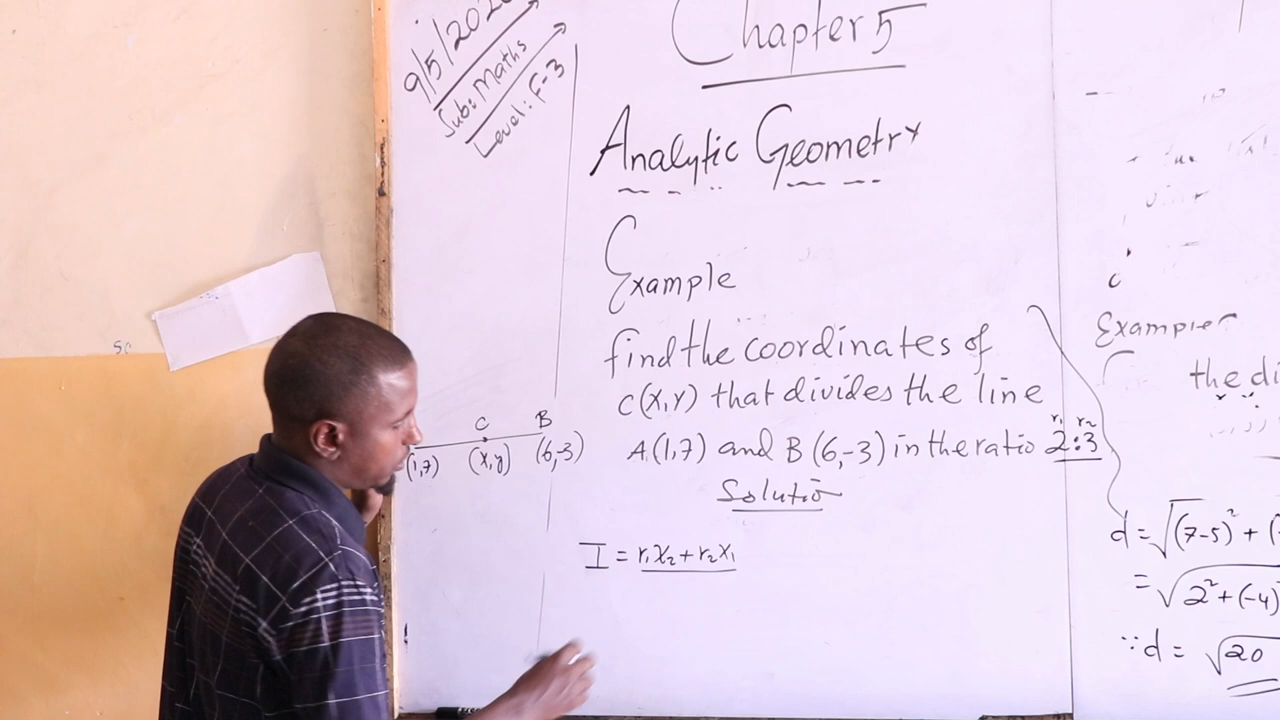 9/5/202
Sub: Maths
Level: F-3
Chapter 5
Analytic Geometry
Example
find the coordinates of
C(X,Y) that divides the line
A(1,7) and B(6,-3) in the ratio 2:3
r₁ r₂
Solutio
I = r₁x₂+r₂x₁
C B
(1,7) (x,y) (6,-3)
Example
the di
d = √(7-5)² + (
= √2²+(-4)
∵d = √20